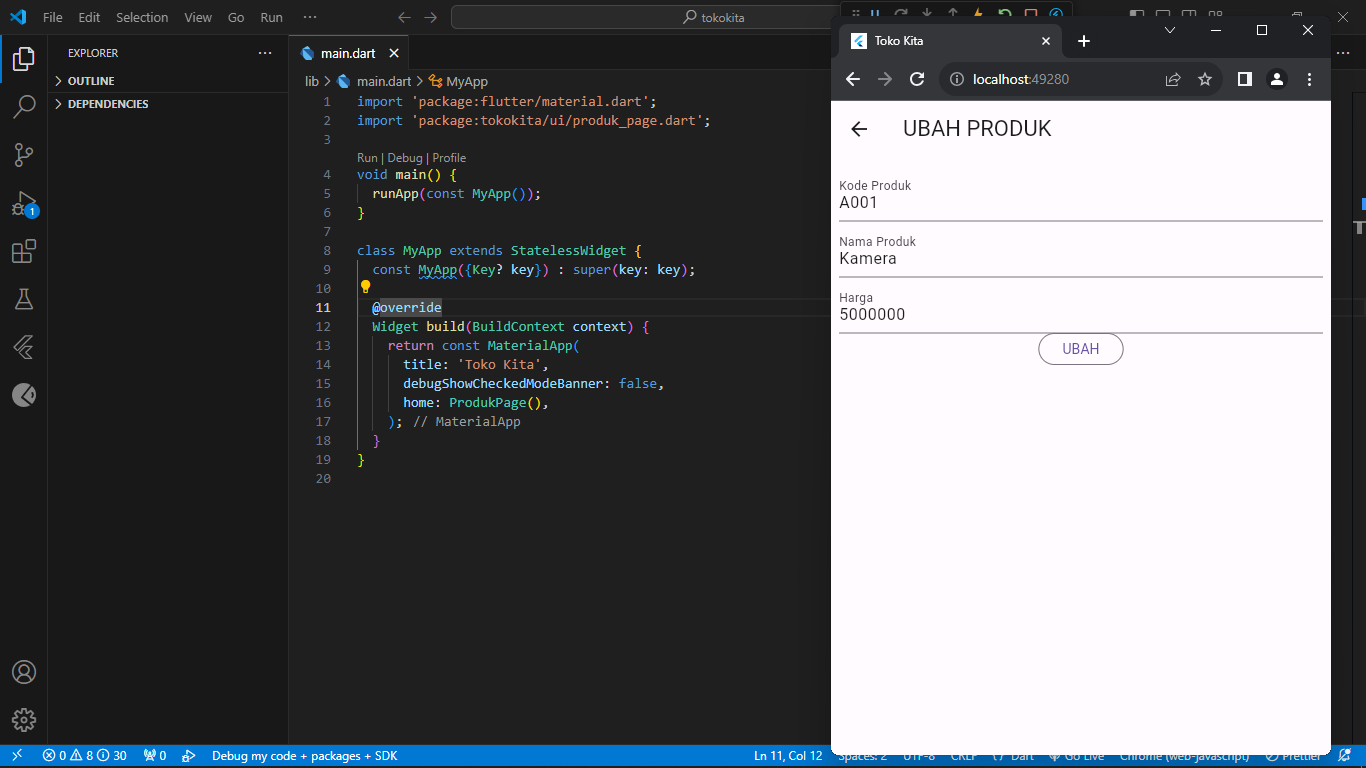 File Edit Selection View Go Run ···
tokokita
EXPLORER
OUTLINE
DEPENDENCIES
main.dart
lib > main.dart > MyApp
1 import 'package:flutter/material.dart';
2 import 'package:tokokita/ui/produk_page.dart';
3
Run | Debug | Profile
4 void main() {
5 runApp(const MyApp());
6 }
7
8 class MyApp extends StatelessWidget {
9 const MyApp({Key? key}) : super(key: key);
10
11 @override
12 Widget build(BuildContext context) {
13 return const MaterialApp(
14 title: 'Toko Kita',
15 debugShowCheckedModeBanner: false,
16 home: ProdukPage(),
17 ); // MaterialApp
18 }
19 }
20
Toko Kita
localhost:49280
UBAH PRODUK
Kode Produk
A001
Nama Produk
Kamera
Harga
5000000
UBAH
1
0 8 30 0 Debug my code + packages + SDK
Ln 11, Col 12 Spaces: 2 UTF-8 CRLF {} Dart Go Live Chrome (web-javascript) Prettier